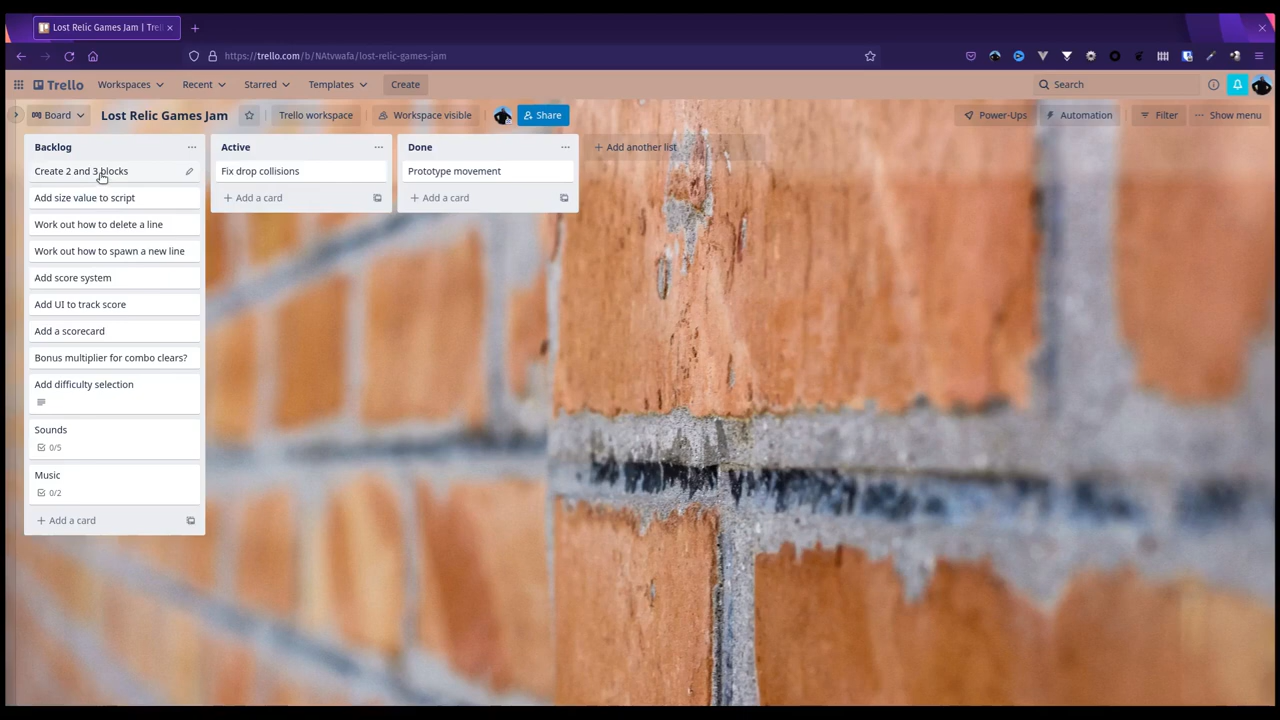 Lost Relic Games Jam | Trel
https://trello.com/b/NAtvwafa/lost-relic-games-jam
Trello
Workspaces
Recent
Starred
Templates
Create
Search
Board
Lost Relic Games Jam
Trello workspace
Workspace visible
Share
Power-Ups
Automation
Filter
Show menu
Backlog
Create 2 and 3 blocks
Add size value to script
Work out how to delete a line
Work out how to spawn a new line
Add score system
Add UI to track score
Add a scorecard
Bonus multiplier for combo clears?
Add difficulty selection
Sounds
0/5
Music
0/2
Add a card
Active
Fix drop collisions
Add a card
Done
Prototype movement
Add a card
Add another list